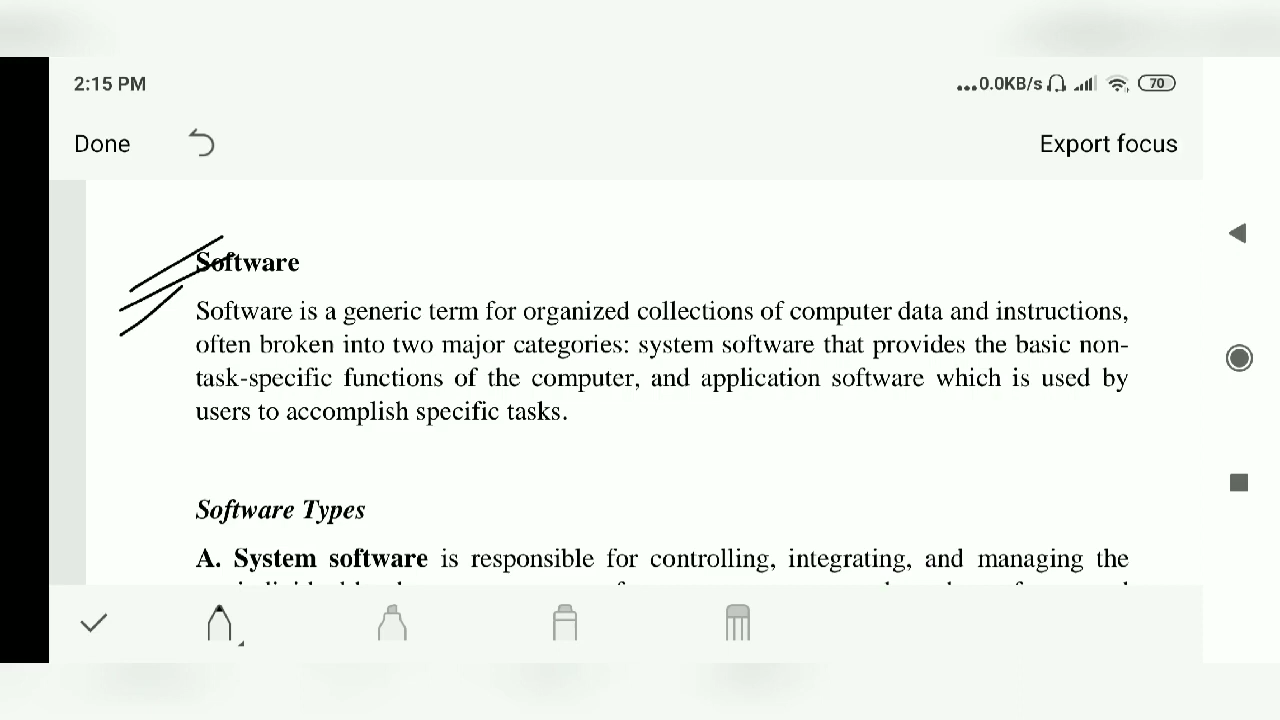 2:15 PM
...0.0KB/s 70
Done
Export focus
Software
Software is a generic term for organized collections of computer data and instructions,
often broken into two major categories: system software that provides the basic non-
task-specific functions of the computer, and application software which is used by
users to accomplish specific tasks.
Software Types
A. System software is responsible for controlling, integrating, and managing the